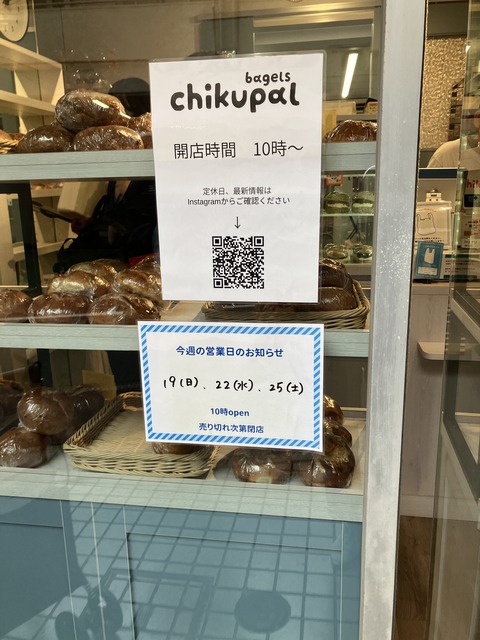 bagels
chikupal
開店時間　10時～
定休日、最新情報は
Instagramからご確認ください
↓
今週の営業日のお知らせ
19(日)、22(水)、25(土)
10時open
売り切れ次第閉店